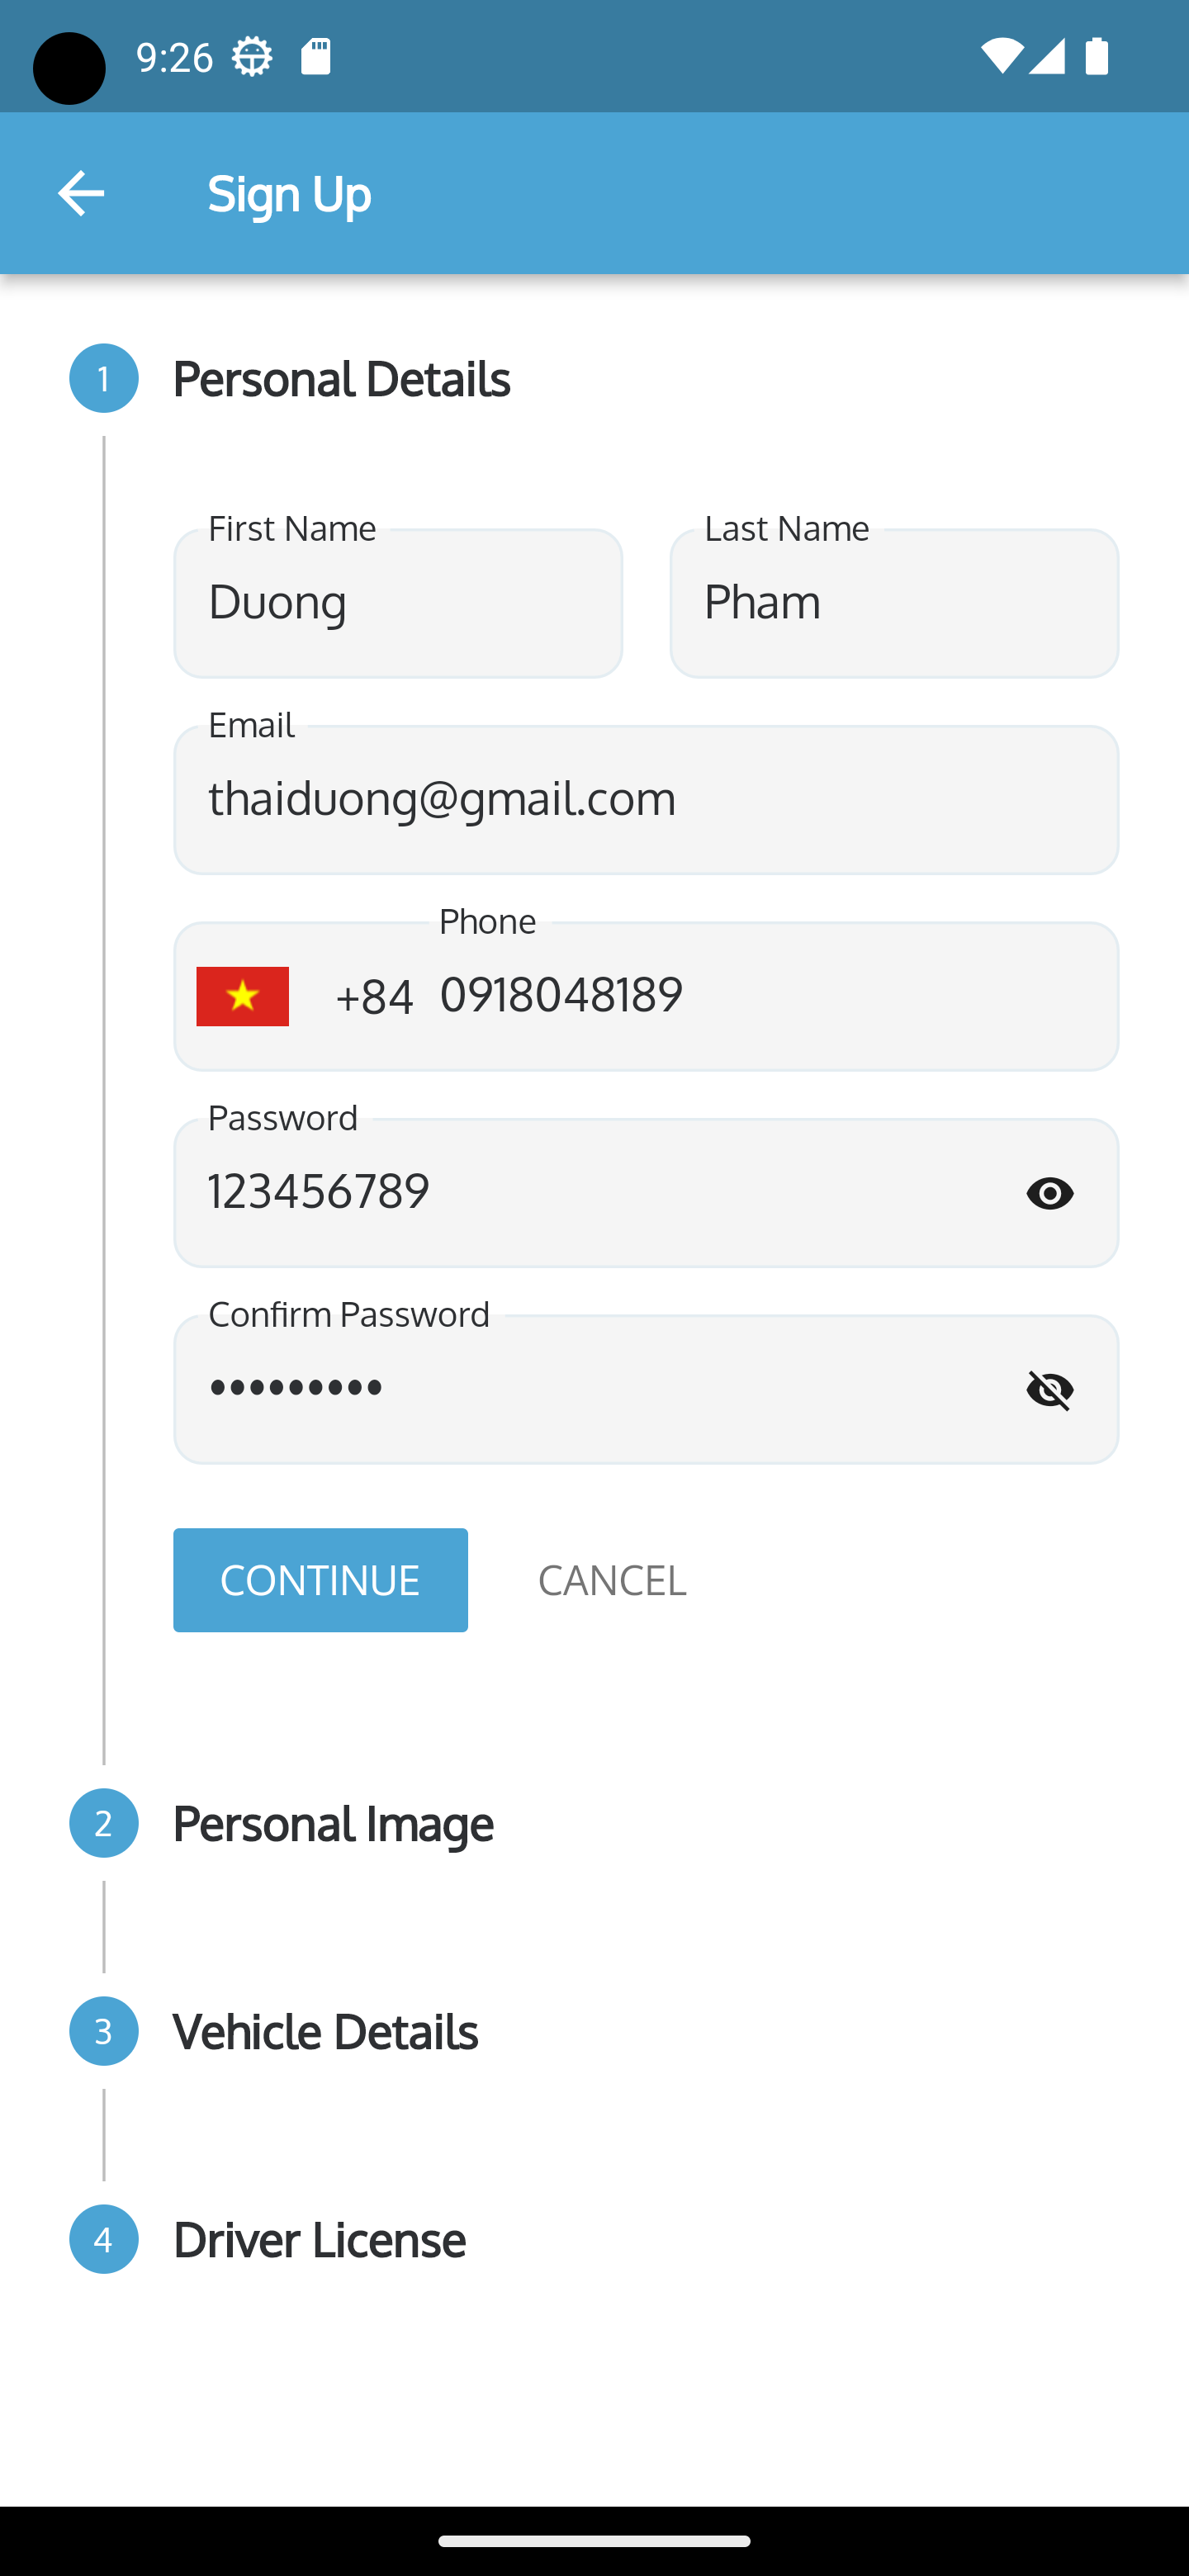 9:26
Sign Up
1 Personal Details
First Name Last Name
Duong Pham
Email
thaiduong@gmail.com
Phone
+84 0918048189
Password
123456789
Confirm Password
•••••••••
CONTINUE CANCEL
2 Personal Image
3 Vehicle Details
4 Driver License